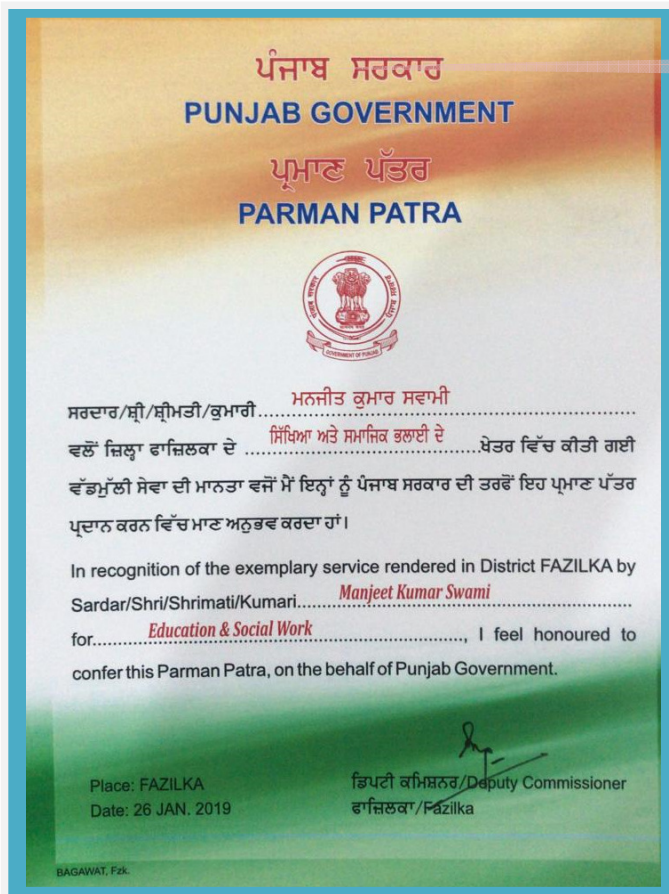 ਪੰਜਾਬ ਸਰਕਾਰ
PUNJAB GOVERNMENT
ਪ੍ਰਮਾਣ ਪੱਤਰ
PARMAN PATRA
GOVERNMENT OF PUNJAB
ਸਰਦਾਰ/ਸ਼੍ਰੀ/ਸ਼੍ਰੀਮਤੀ/ਕੁਮਾਰੀ.....ਮਨਜੀਤ ਕੁਮਾਰ ਸਵਾਮੀ.....
ਵਲੋਂ ਜ਼ਿਲ੍ਹਾ ਫਾਜ਼ਿਲਕਾ ਦੇ .....ਸਿੱਖਿਆ ਅਤੇ ਸਮਾਜਿਕ ਭਲਾਈ ਦੇ.....ਖੇਤਰ ਵਿੱਚ ਕੀਤੀ ਗਈ
ਵੱਡਮੁੱਲੀ ਸੇਵਾ ਦੀ ਮਾਨਤਾ ਵਜੋਂ ਮੈਂ ਇਨ੍ਹਾਂ ਨੂੰ ਪੰਜਾਬ ਸਰਕਾਰ ਦੀ ਤਰਫੋਂ ਇਹ ਪ੍ਰਮਾਣ ਪੱਤਰ
ਪ੍ਰਦਾਨ ਕਰਨ ਵਿੱਚ ਮਾਣ ਅਨੁਭਵ ਕਰਦਾ ਹਾਂ।
In recognition of the exemplary service rendered in District FAZILKA by
Sardar/Shri/Shrimati/Kumari.....Manjeet Kumar Swami.....
for.....Education & Social Work....., I feel honoured to
confer this Parman Patra, on the behalf of Punjab Government.
Place: FAZILKA
Date: 26 JAN. 2019
ਡਿਪਟੀ ਕਮਿਸ਼ਨਰ/Deputy Commissioner
ਫਾਜ਼ਿਲਕਾ/Fazilka
BAGAWAT, Fzk.